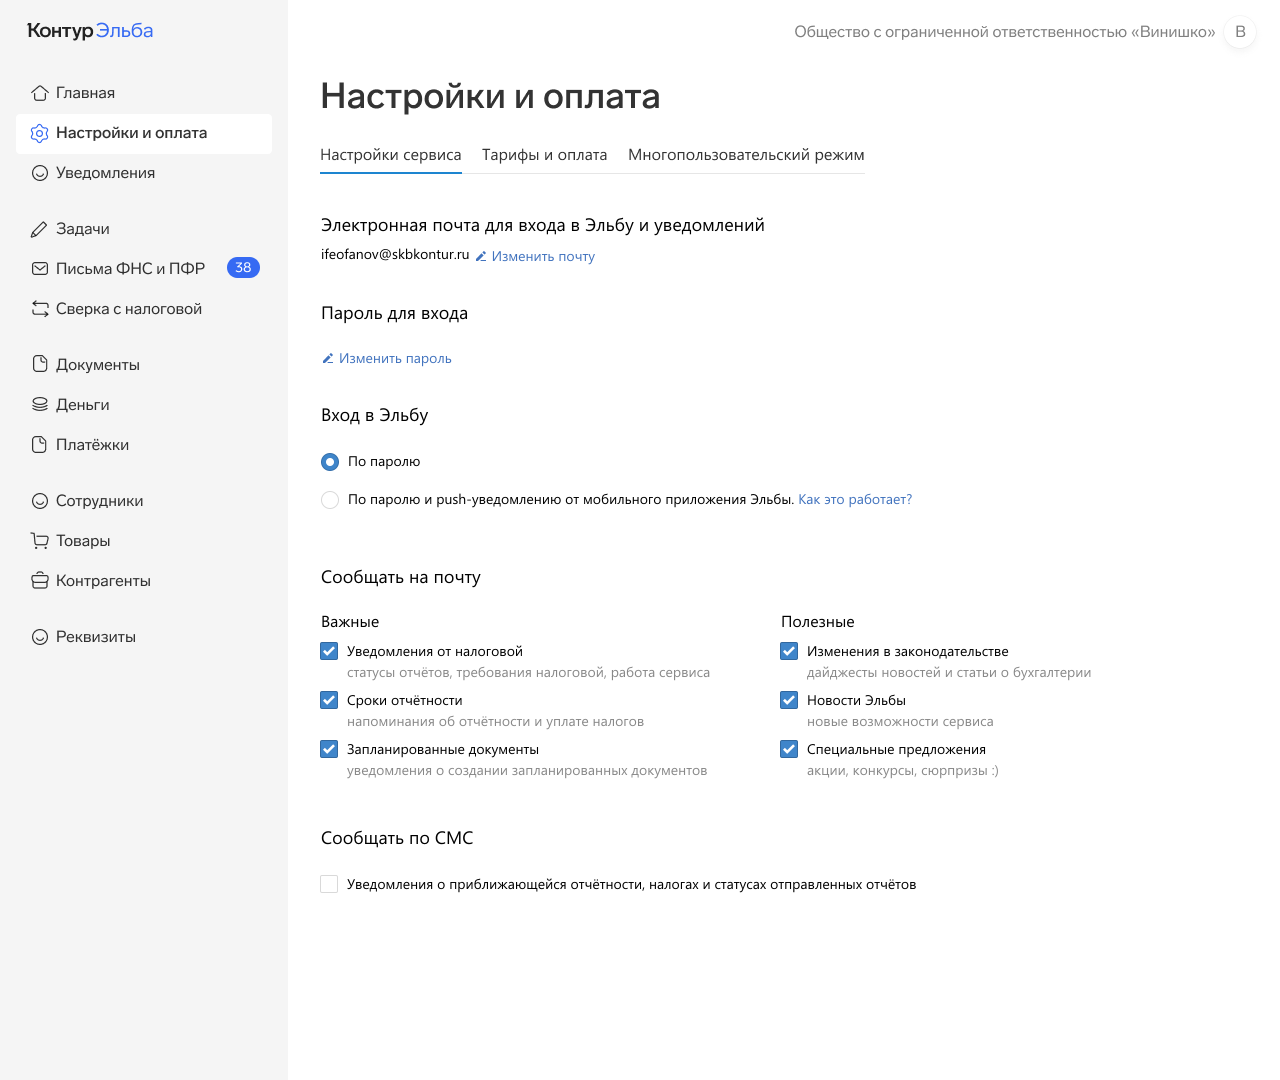 Контур Эльба
Общество с ограниченной ответственностью «Винишко» В
Главная
Настройки и оплата
Уведомления
Задачи
Письма ФНС и ПФР 38
Сверка с налоговой
Документы
Деньги
Платёжки
Сотрудники
Товары
Контрагенты
Реквизиты
Настройки и оплата
Настройки сервиса Тарифы и оплата Многопользовательский режим
Электронная почта для входа в Эльбу и уведомлений
ifeofanov@skbkontur.ru Изменить почту
Пароль для входа
Изменить пароль
Вход в Эльбу
По паролю
По паролю и push-уведомлению от мобильного приложения Эльбы. Как это работает?
Сообщать на почту
Важные
Уведомления от налоговой
статусы отчётов, требования налоговой, работа сервиса
Сроки отчётности
напоминания об отчётности и уплате налогов
Запланированные документы
уведомления о создании запланированных документов
Полезные
Изменения в законодательстве
дайджесты новостей и статьи о бухгалтерии
Новости Эльбы
новые возможности сервиса
Специальные предложения
акции, конкурсы, сюрпризы :)
Сообщать по СМС
Уведомления о приближающейся отчётности, налогах и статусах отправленных отчётов